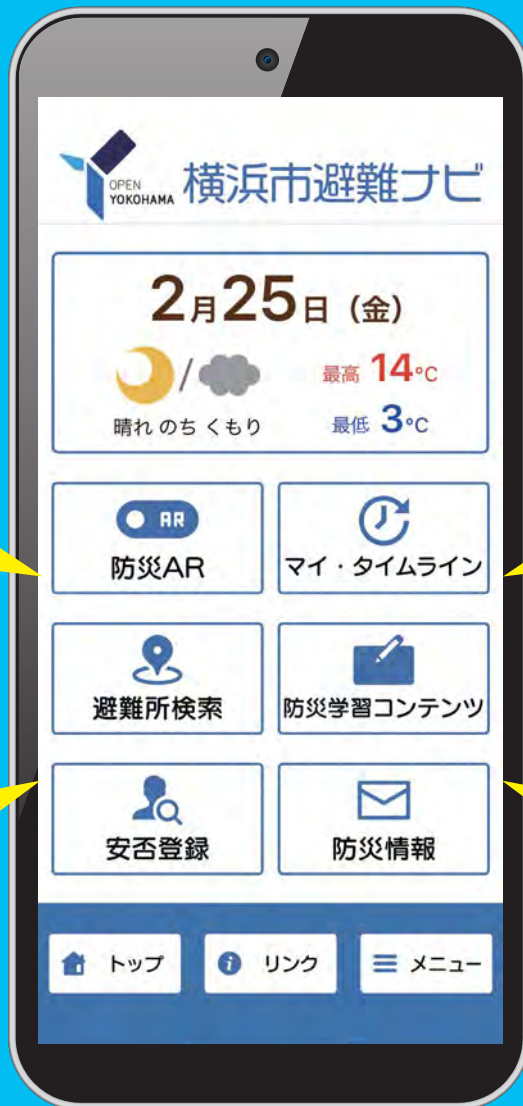 OPEN
YOKOHAMA
横浜市避難ナビ
2月25日（金）
最高 14°C
晴れ のち くもり
最低 3°C
AR
防災AR
マイ・タイムライン
避難所検索
防災学習コンテンツ
安否登録
防災情報
トップ
リンク
メニュー